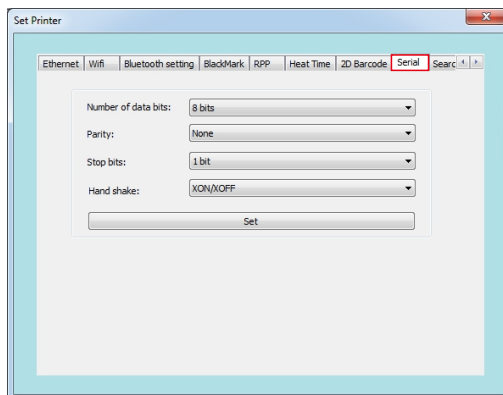 Set Printer
Ethernet Wifi Bluetooth setting BlackMark RPP Heat Time 2D Barcode Serial Searc
Number of data bits: 8 bits
Parity: None
Stop bits: 1 bit
Hand shake: XON/XOFF
Set